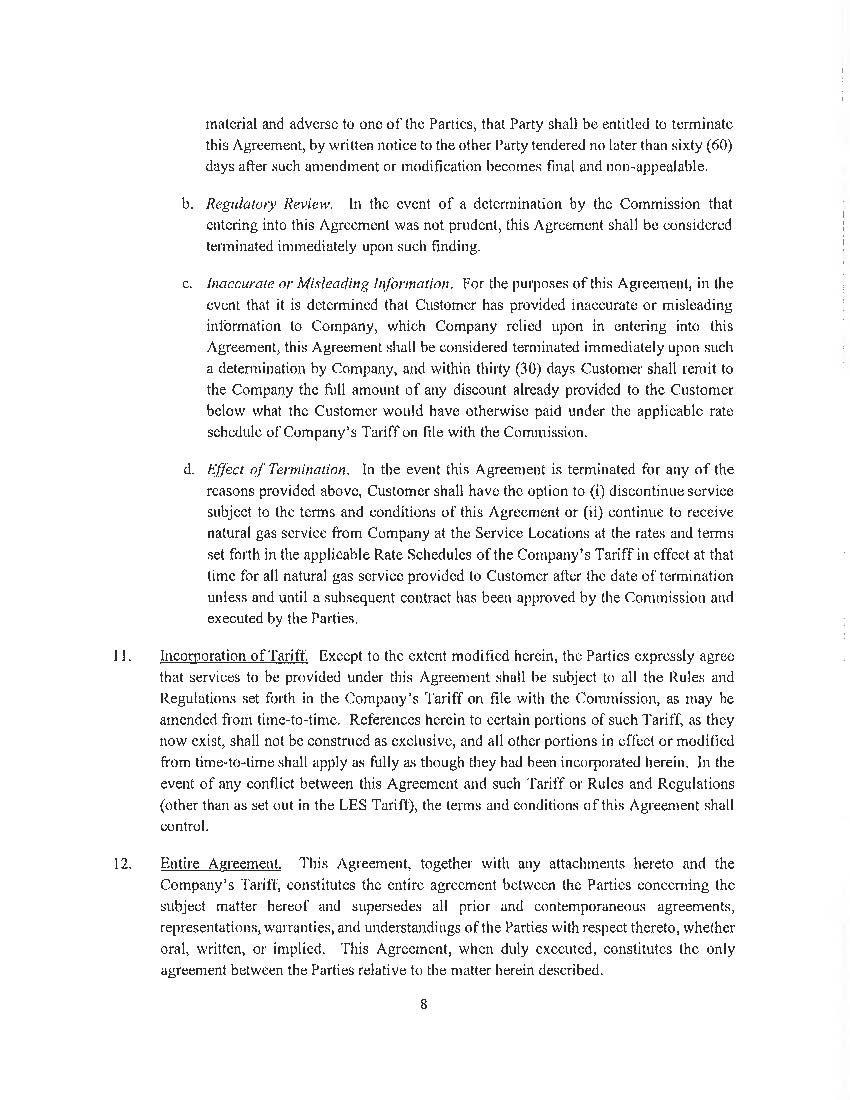 material and adverse to one of the Parties, that Party shall be entitled to terminate
this Agreement, by written notice to the other Party tendered no later than sixty (60)
days after such amendment or modification becomes final and non-appealable.
b. Regulatory Review. In the event of a determination by the Commission that
entering into this Agreement was not prudent, this Agreement shall be considered
terminated immediately upon such finding.
c. Inaccurate or Misleading Information. For the purposes of this Agreement, in the
event that it is determined that Customer has provided inaccurate or misleading
information to Company, which Company relied upon in entering into this
Agreement, this Agreement shall be considered terminated immediately upon such
a determination by Company, and within thirty (30) days Customer shall remit to
the Company the full amount of any discount already provided to the Customer
below what the Customer would have otherwise paid under the applicable rate
schedule of Company's Tariff on file with the Commission.
d. Effect of Termination. In the event this Agreement is terminated for any of the
reasons provided above, Customer shall have the option to (i) discontinue service
subject to the terms and conditions of this Agreement or (ii) continue to receive
natural gas service from Company at the Service Locations at the rates and terms
set forth in the applicable Rate Schedules of the Company's Tariff in effect at that
time for all natural gas service provided to Customer after the date of termination
unless and until a subsequent contract has been approved by the Commission and
executed by the Parties.
11. Incorporation of Tariff. Except to the extent modified herein, the Parties expressly agree
that services to be provided under this Agreement shall be subject to all the Rules and
Regulations set forth in the Company's Tariff on file with the Commission, as may be
amended from time-to-time. References herein to certain portions of such Tariff, as they
now exist, shall not be construed as exclusive, and all other portions in effect or modified
from time-to-time shall apply as fully as though they had been incorporated herein. In the
event of any conflict between this Agreement and such Tariff or Rules and Regulations
(other than as set out in the LES Tariff), the terms and conditions of this Agreement shall
control.
12. Entire Agreement. This Agreement, together with any attachments hereto and the
Company's Tariff, constitutes the entire agreement between the Parties concerning the
subject matter hereof and supersedes all prior and contemporaneous agreements,
representations, warranties, and understandings of the Parties with respect thereto, whether
oral, written, or implied. This Agreement, when duly executed, constitutes the only
agreement between the Parties relative to the matter herein described.
8